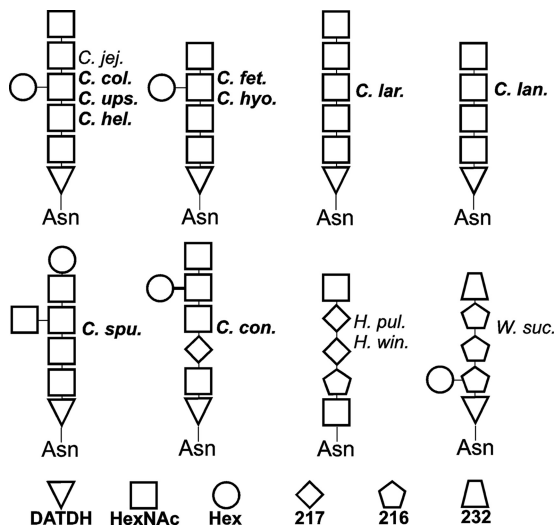 C. jej.
C. col.
C. ups.
C. hel.
Asn
C. fet.
C. hyo.
Asn
C. lar.
Asn
C. lan.
Asn
C. spu.
Asn
C. con.
Asn
H. pul.
H. win.
Asn
W. suc.
Asn
DATDH HexNAc Hex 217 216 232